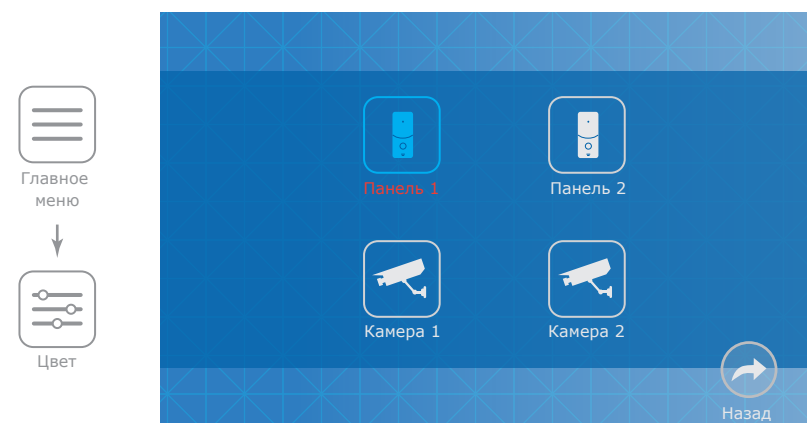 Главное
меню
Цвет
Панель 1
Панель 2
Камера 1
Камера 2
Назад